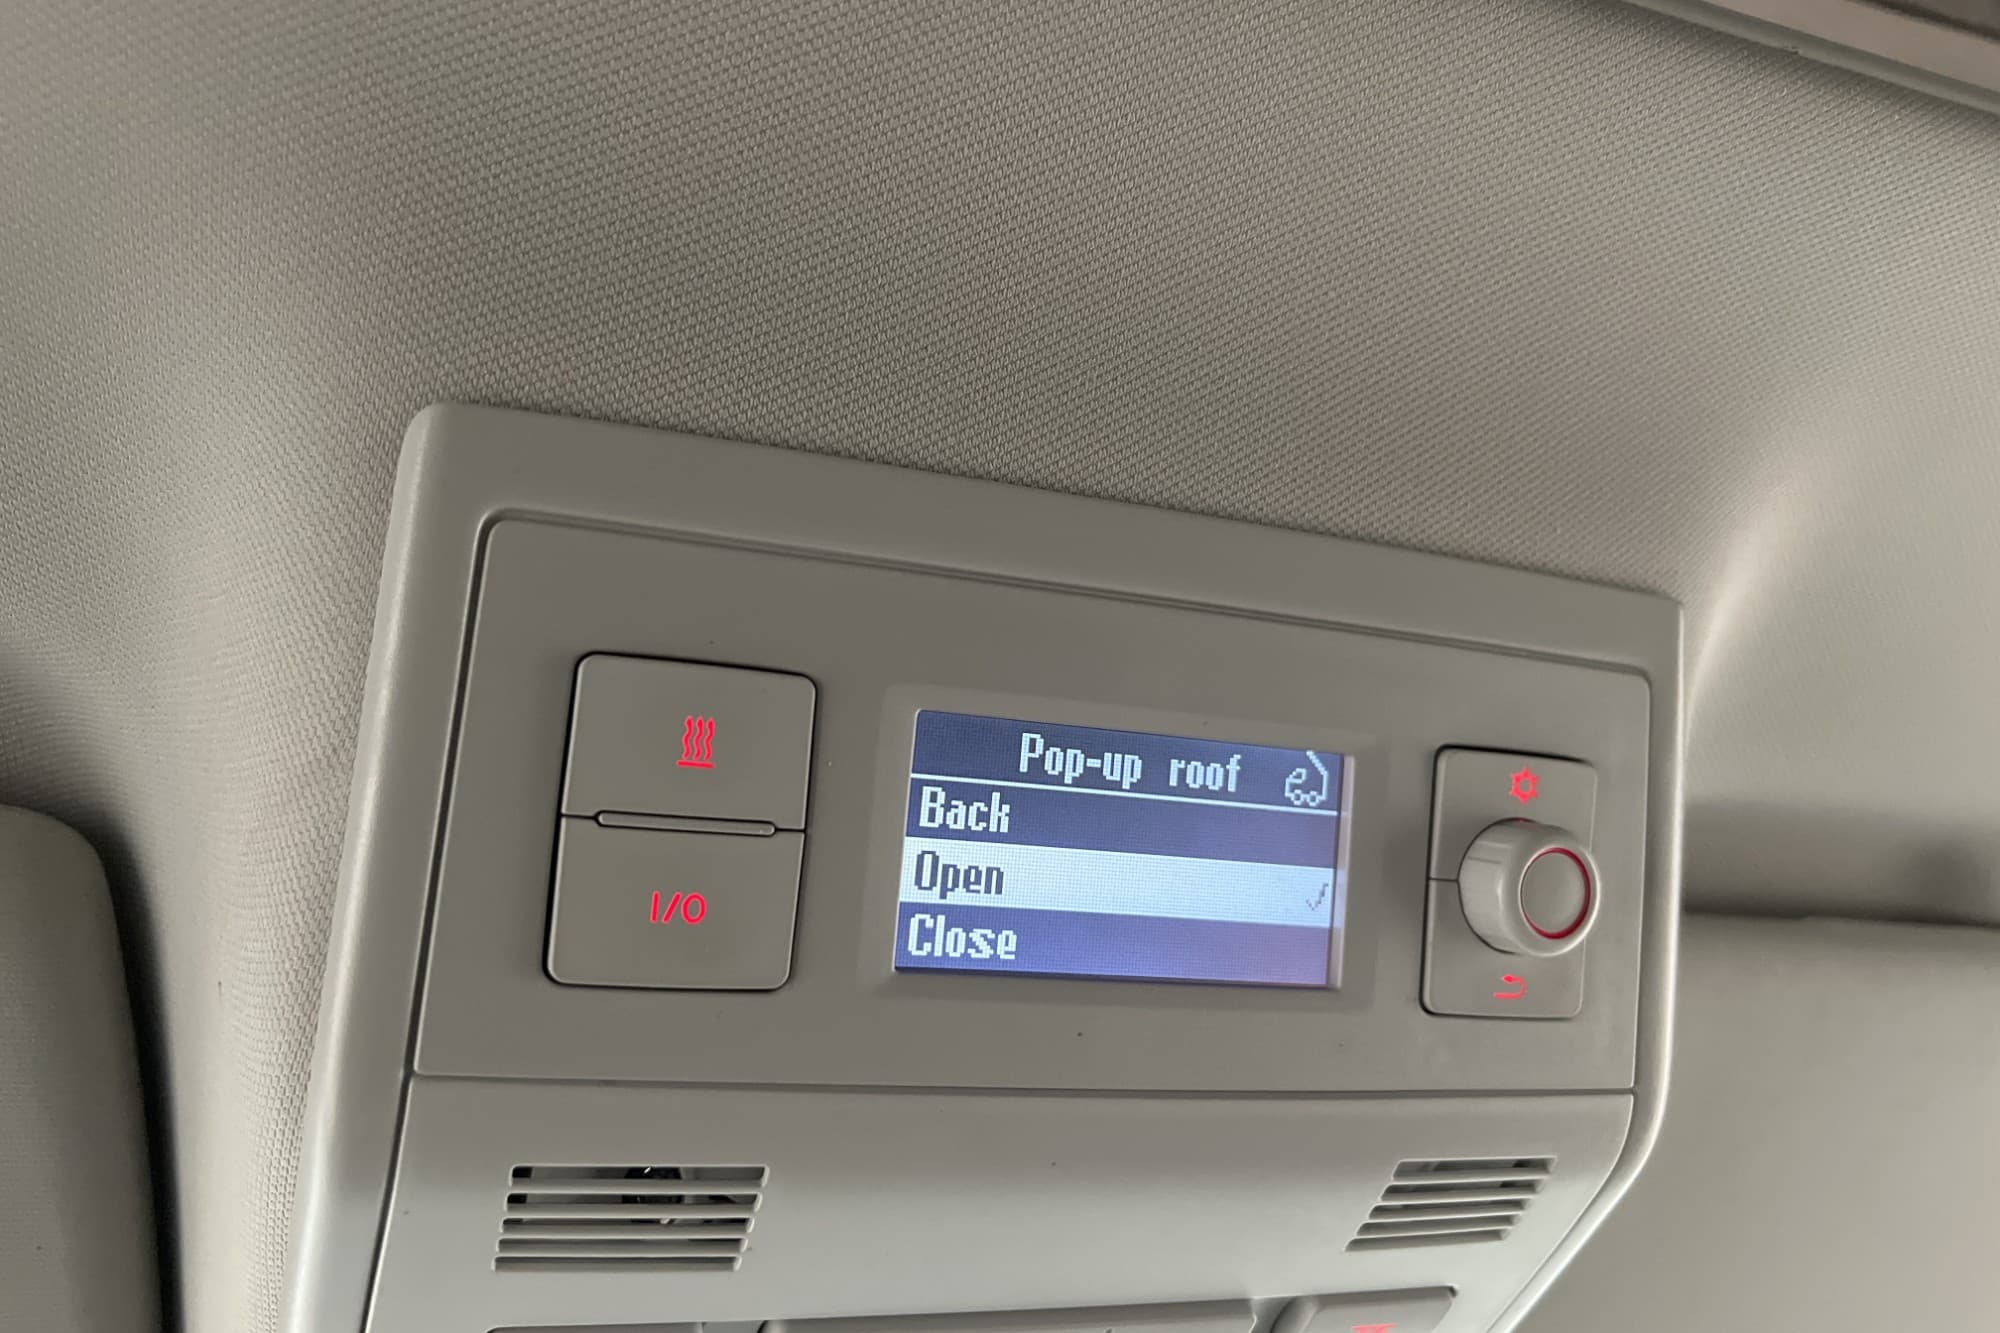 Pop-up roof
Back
Open
Close
I/O